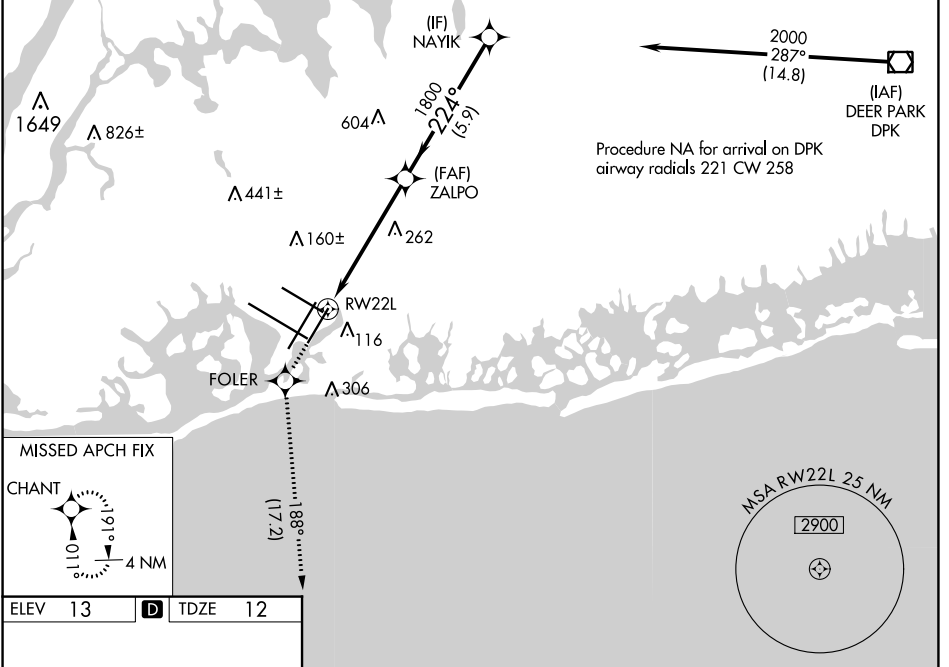 (IF)
NAYIK
2000
287°
(14.8)
(IAF)
DEER PARK
DPK
1649
826±
604
1800
224°
(5.9)
Procedure NA for arrival on DPK
airway radials 221 CW 258
(FAF)
ZALPO
441±
160±
262
RW22L
116
FOLER
306
MISSED APCH FIX
CHANT
191°
011°
4 NM
188°
(17.2)
MSA RW22L 25 NM
2900
ELEV 13 D TDZE 12